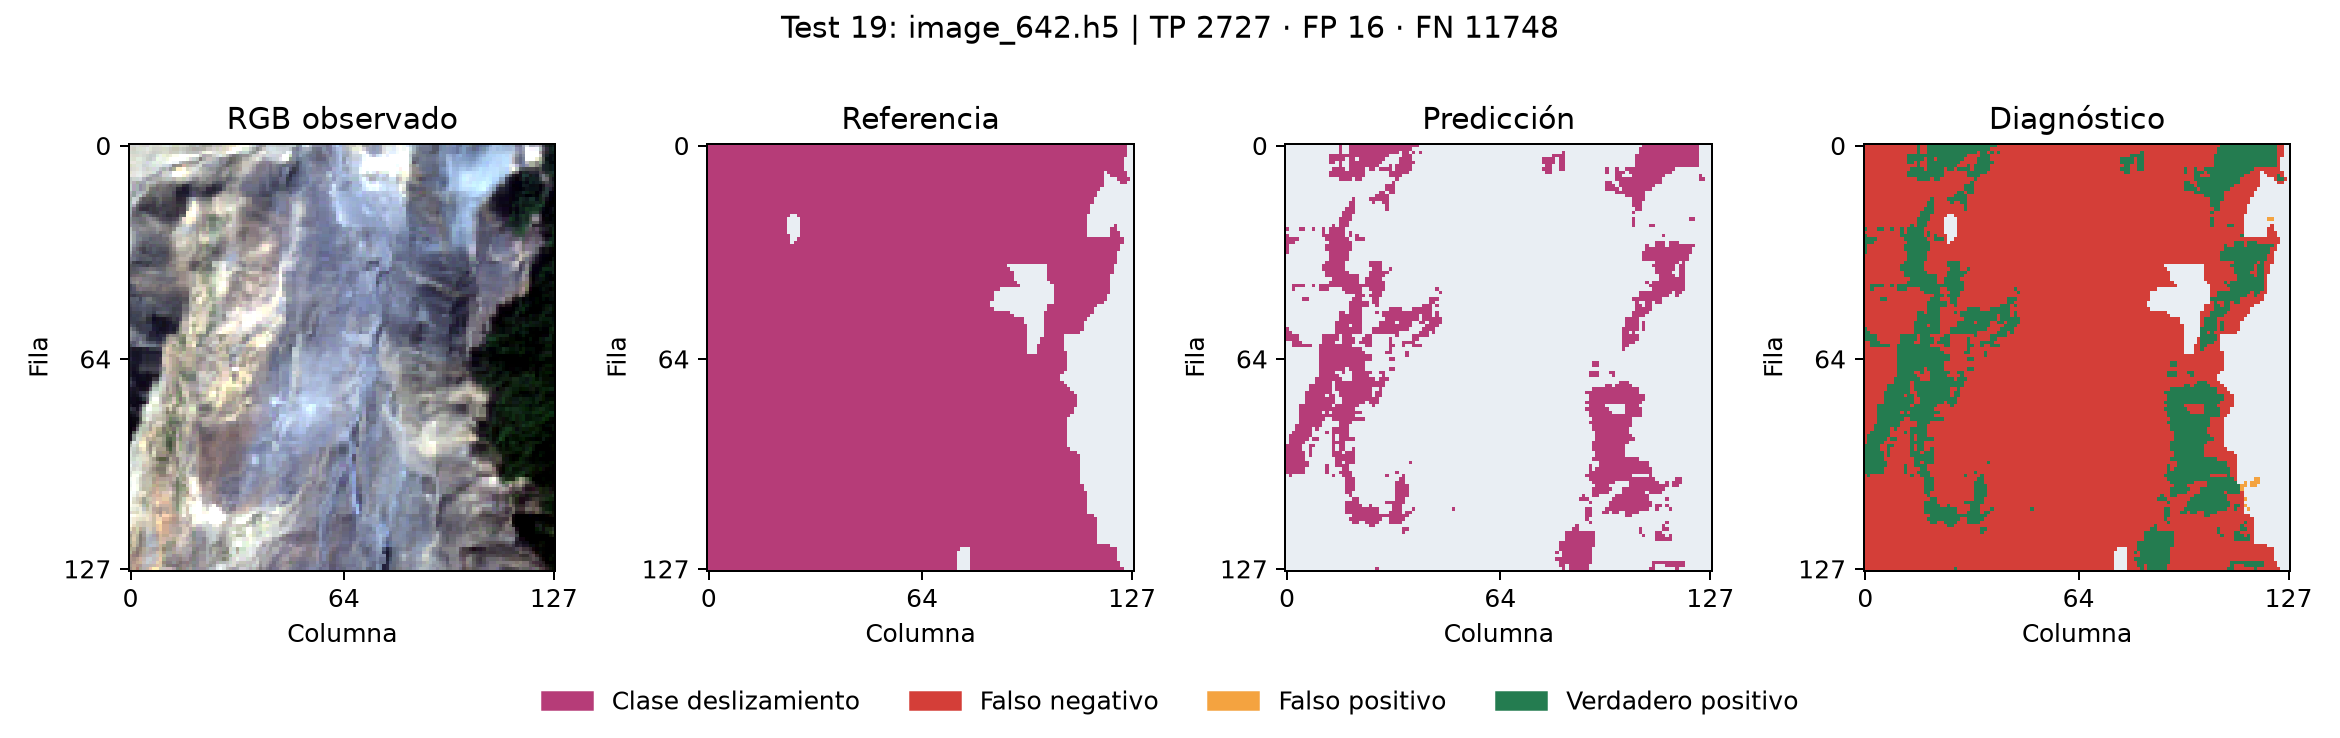 Test 19: image_642.h5 | TP 2727 · FP 16 · FN 11748
RGB observado
Referencia
Predicción
Diagnóstico
Fila
0
64
127
0
64
127
Columna
Fila
0
64
127
0
64
127
Columna
Fila
0
64
127
0
64
127
Columna
Fila
0
64
127
0
64
127
Columna
Clase deslizamiento
Falso negativo
Falso positivo
Verdadero positivo